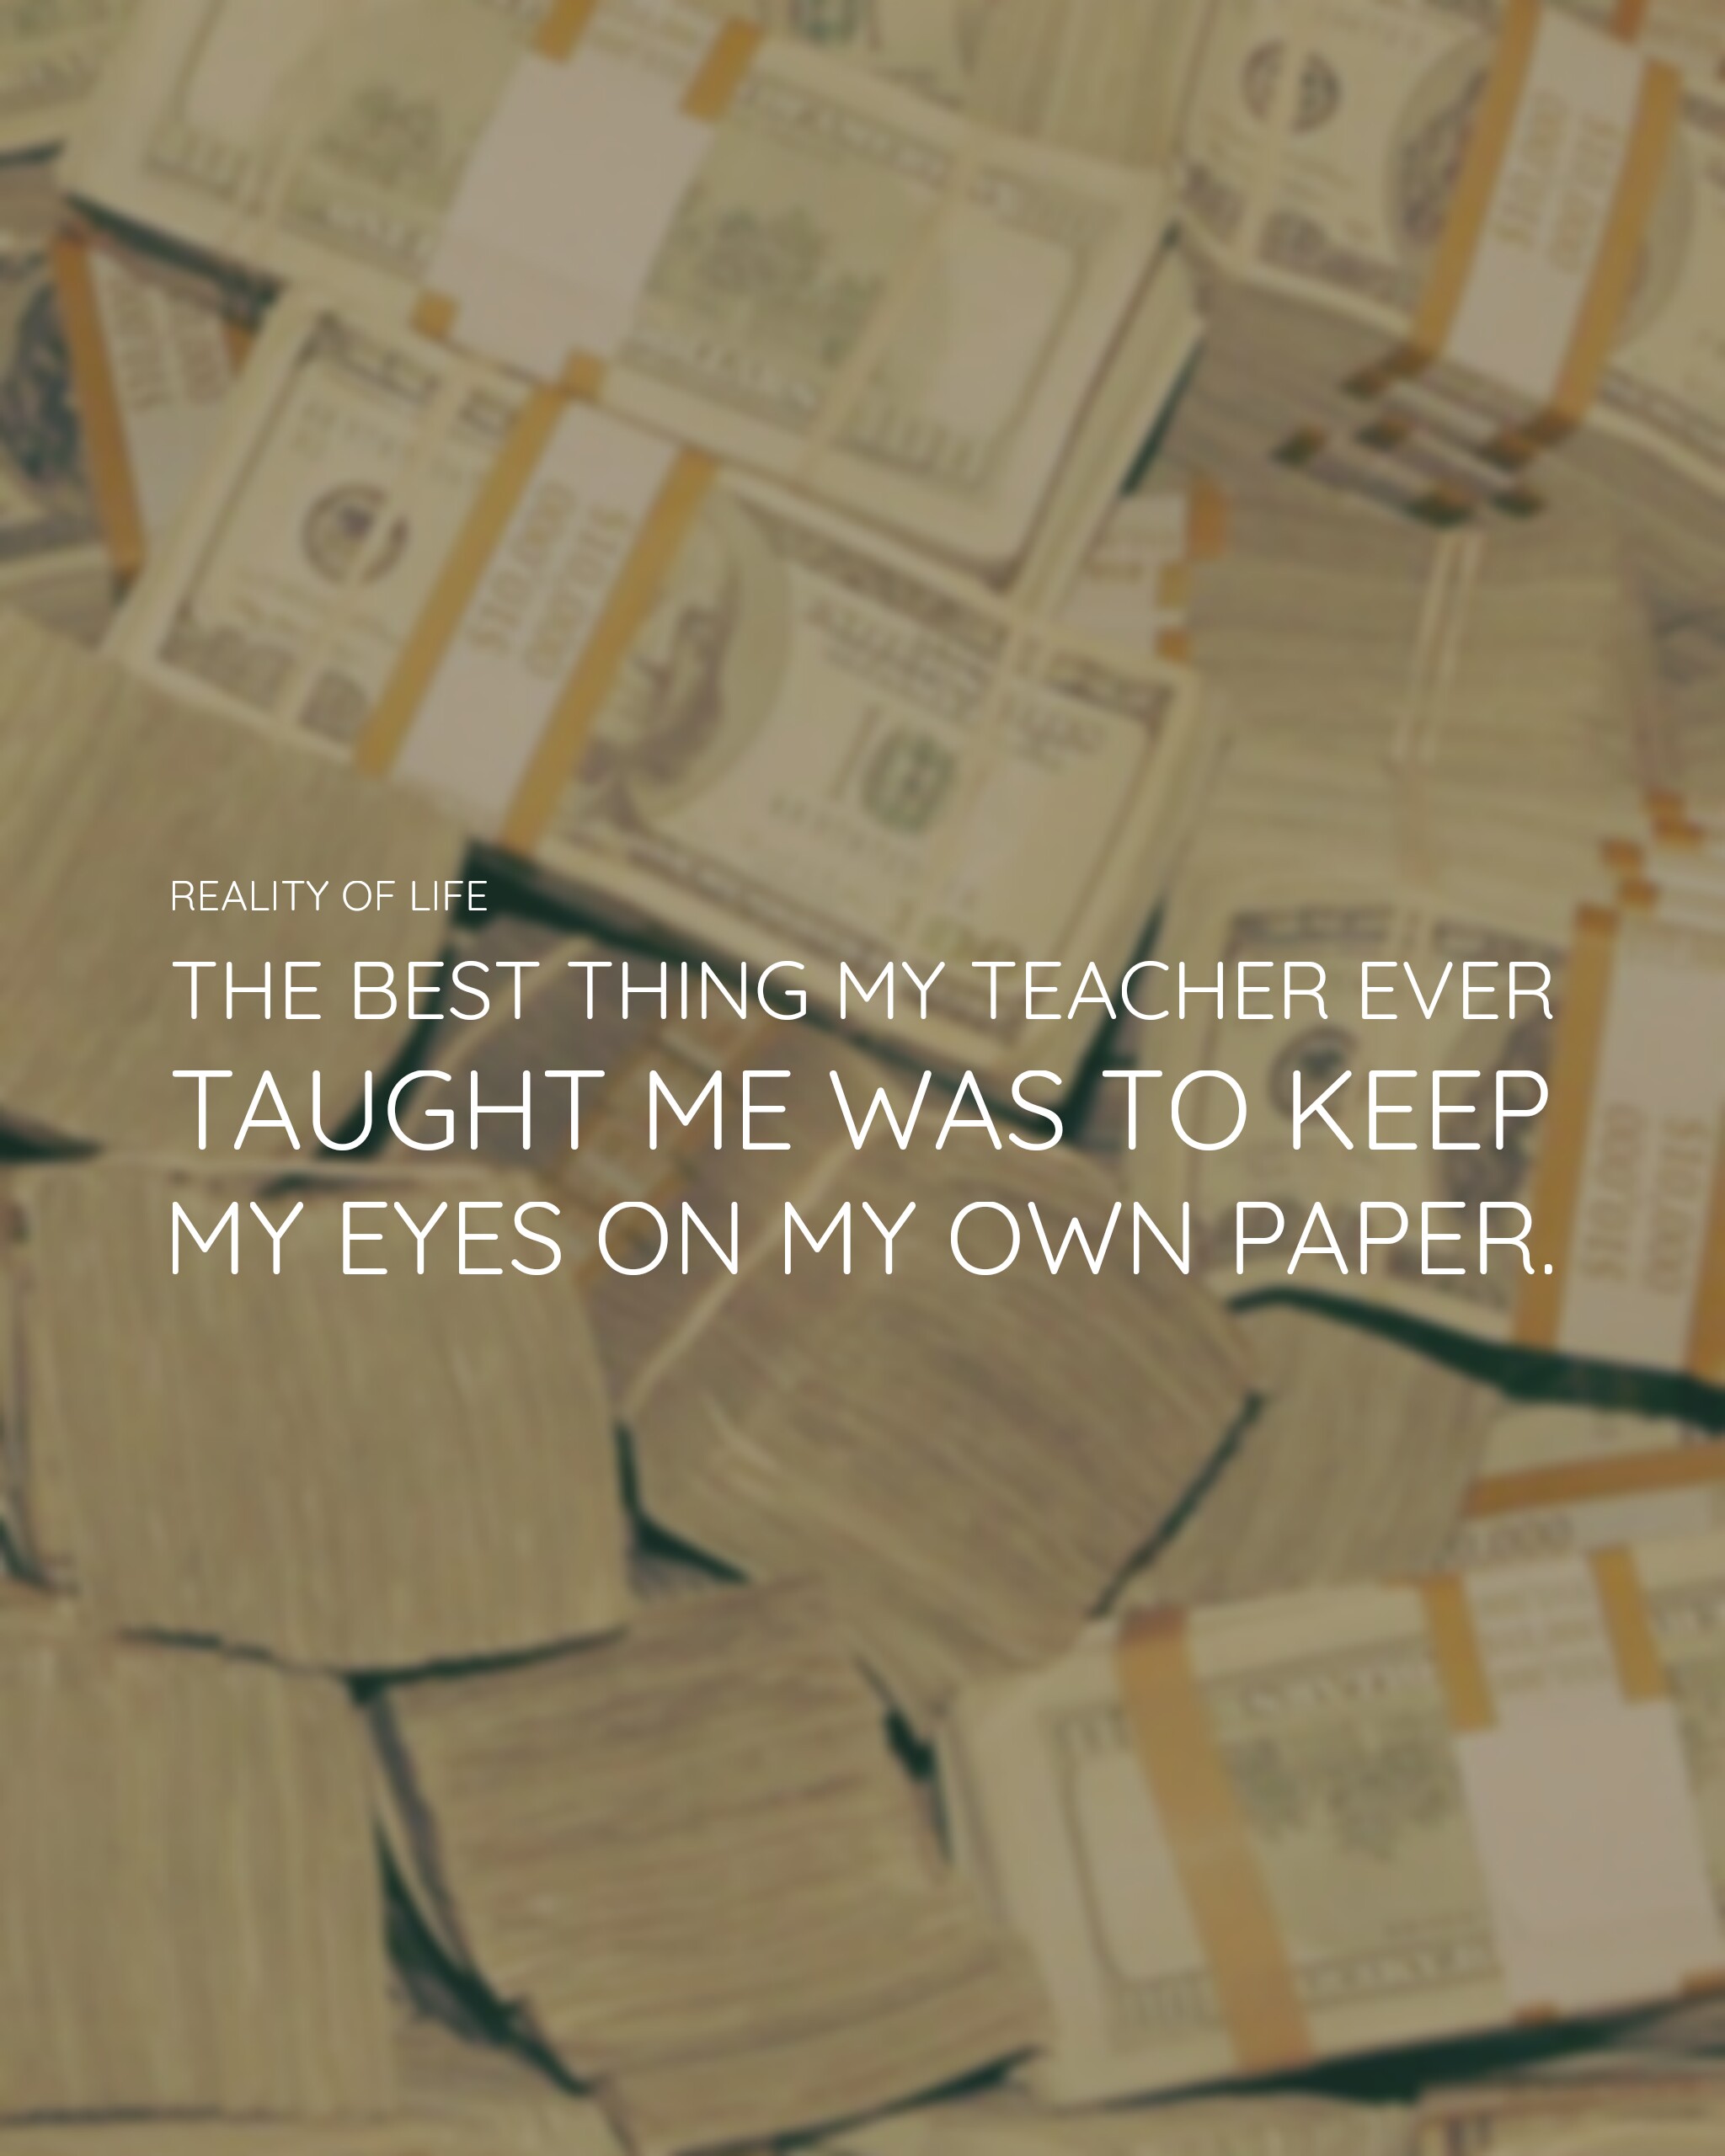 REALITY OF LIFE
THE BEST THING MY TEACHER EVER
TAUGHT ME WAS TO KEEP
MY EYES ON MY OWN PAPER.